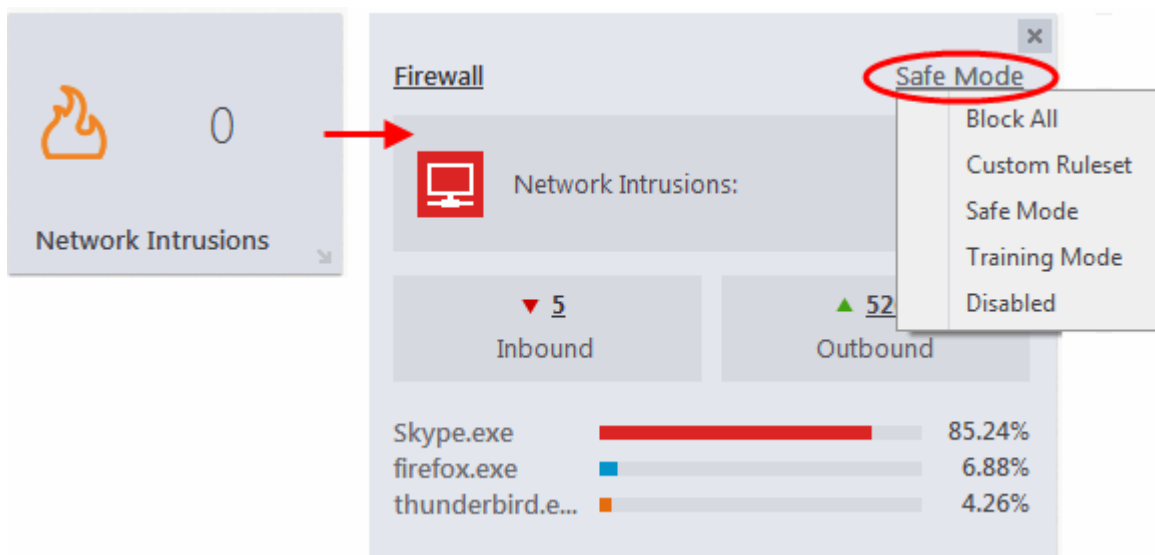 0
Network Intrusions
Firewall
Safe Mode
Block All
Custom Ruleset
Safe Mode
Training Mode
Disabled
Network Intrusions:
5
Inbound
Outbound
Skype.exe 85.24%
firefox.exe 6.88%
thunderbird.e... 4.26%